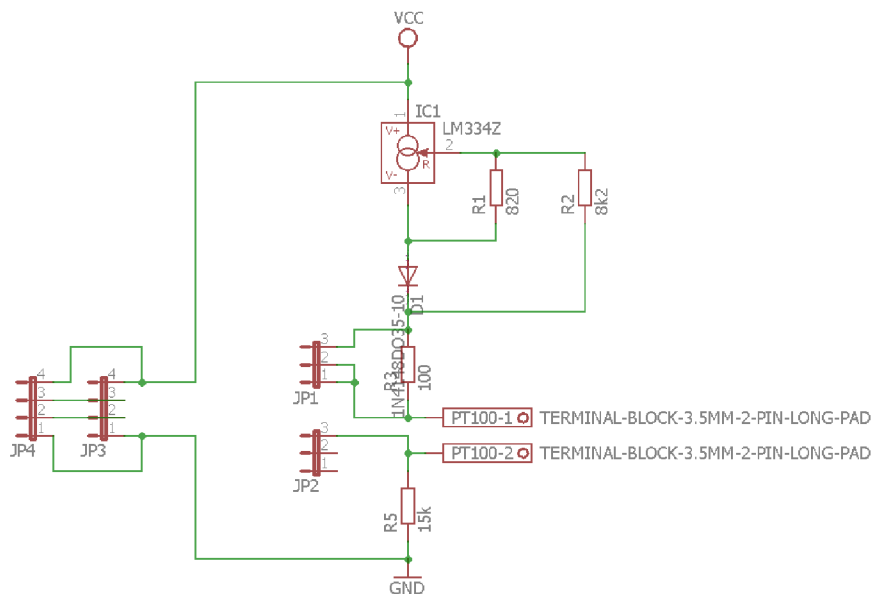 VCC
1
IC1
V+
LM334Z
2
R
V-
3
R1
820
R2
8k2
D1
1N4148DO35-10
3
2
1
JP1
R3
100
4
3
2
1
JP4
4
3
2
1
JP3
PT100-1
TERMINAL-BLOCK-3.5MM-2-PIN-LONG-PAD
3
2
1
JP2
PT100-2
TERMINAL-BLOCK-3.5MM-2-PIN-LONG-PAD
R5
15k
GND